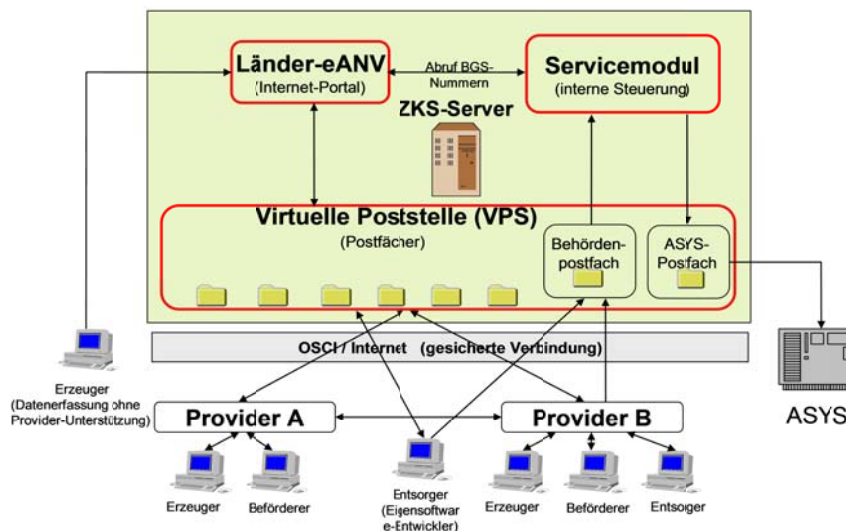 Länder-eANV
(Internet-Portal)
Abruf BGS-
Nummern
Servicemodul
(interne Steuerung)
ZKS-Server
Virtuelle Poststelle (VPS)
(Postfächer)
Behörden-
postfach
ASYS-
Postfach
OSCI / Internet (gesicherte Verbindung)
Erzeuger
(Datenerfassung ohne
Provider-Unterstützung)
Provider A
Provider B
ASYS
Erzeuger
Beförderer
Entsorger
(Eigensoftwar
e-Entwickler)
Erzeuger
Beförderer
Entsoger